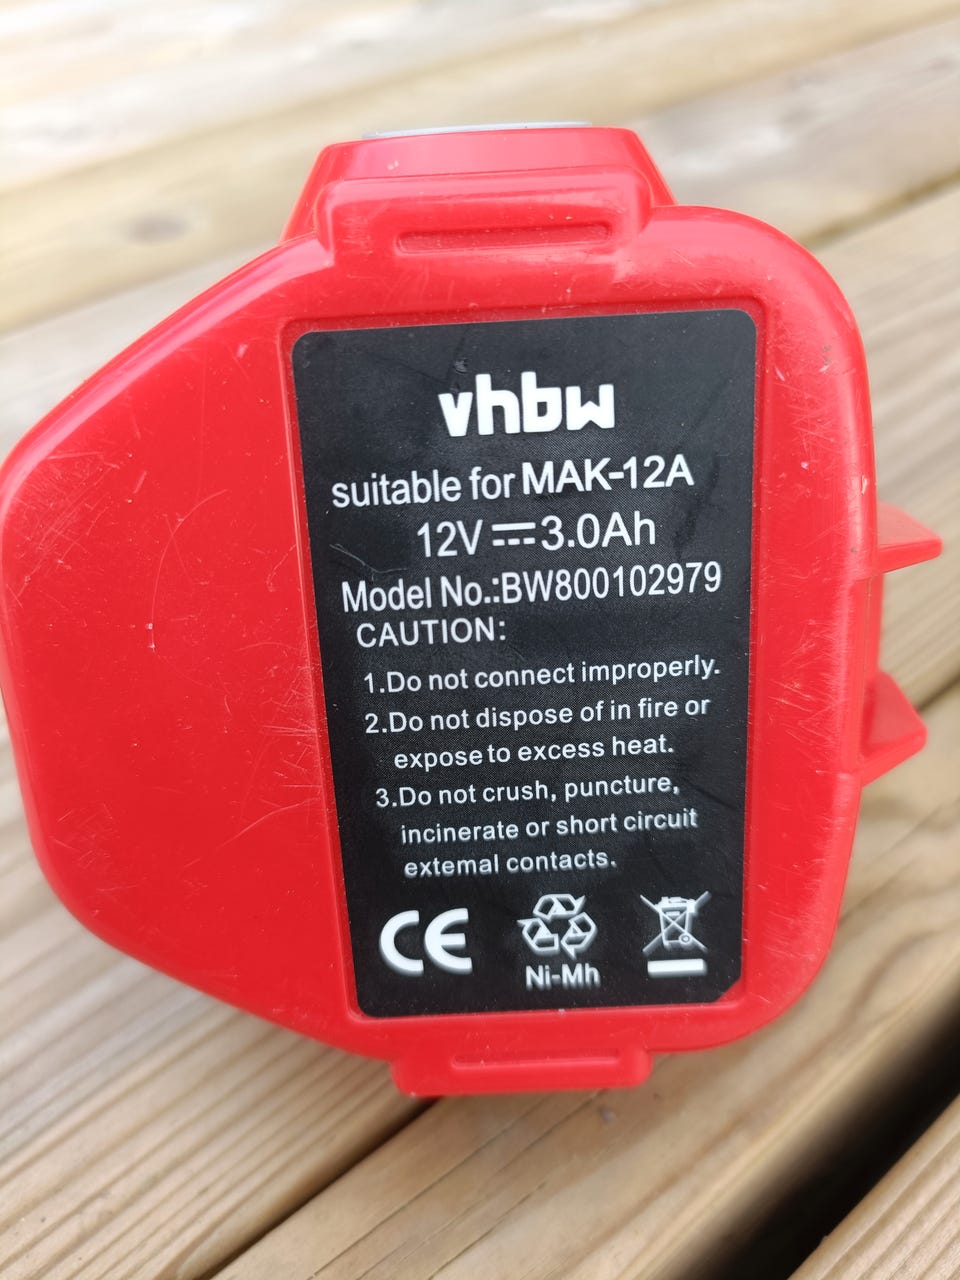 vhbw
suitable for MAK-12A
12V 3.0Ah
Model No.:BW800102979
CAUTION:
1.Do not connect improperly.
2.Do not dispose of in fire or
expose to excess heat.
3.Do not crush, puncture,
incinerate or short circuit
extemal contacts.
CE
Ni-Mh